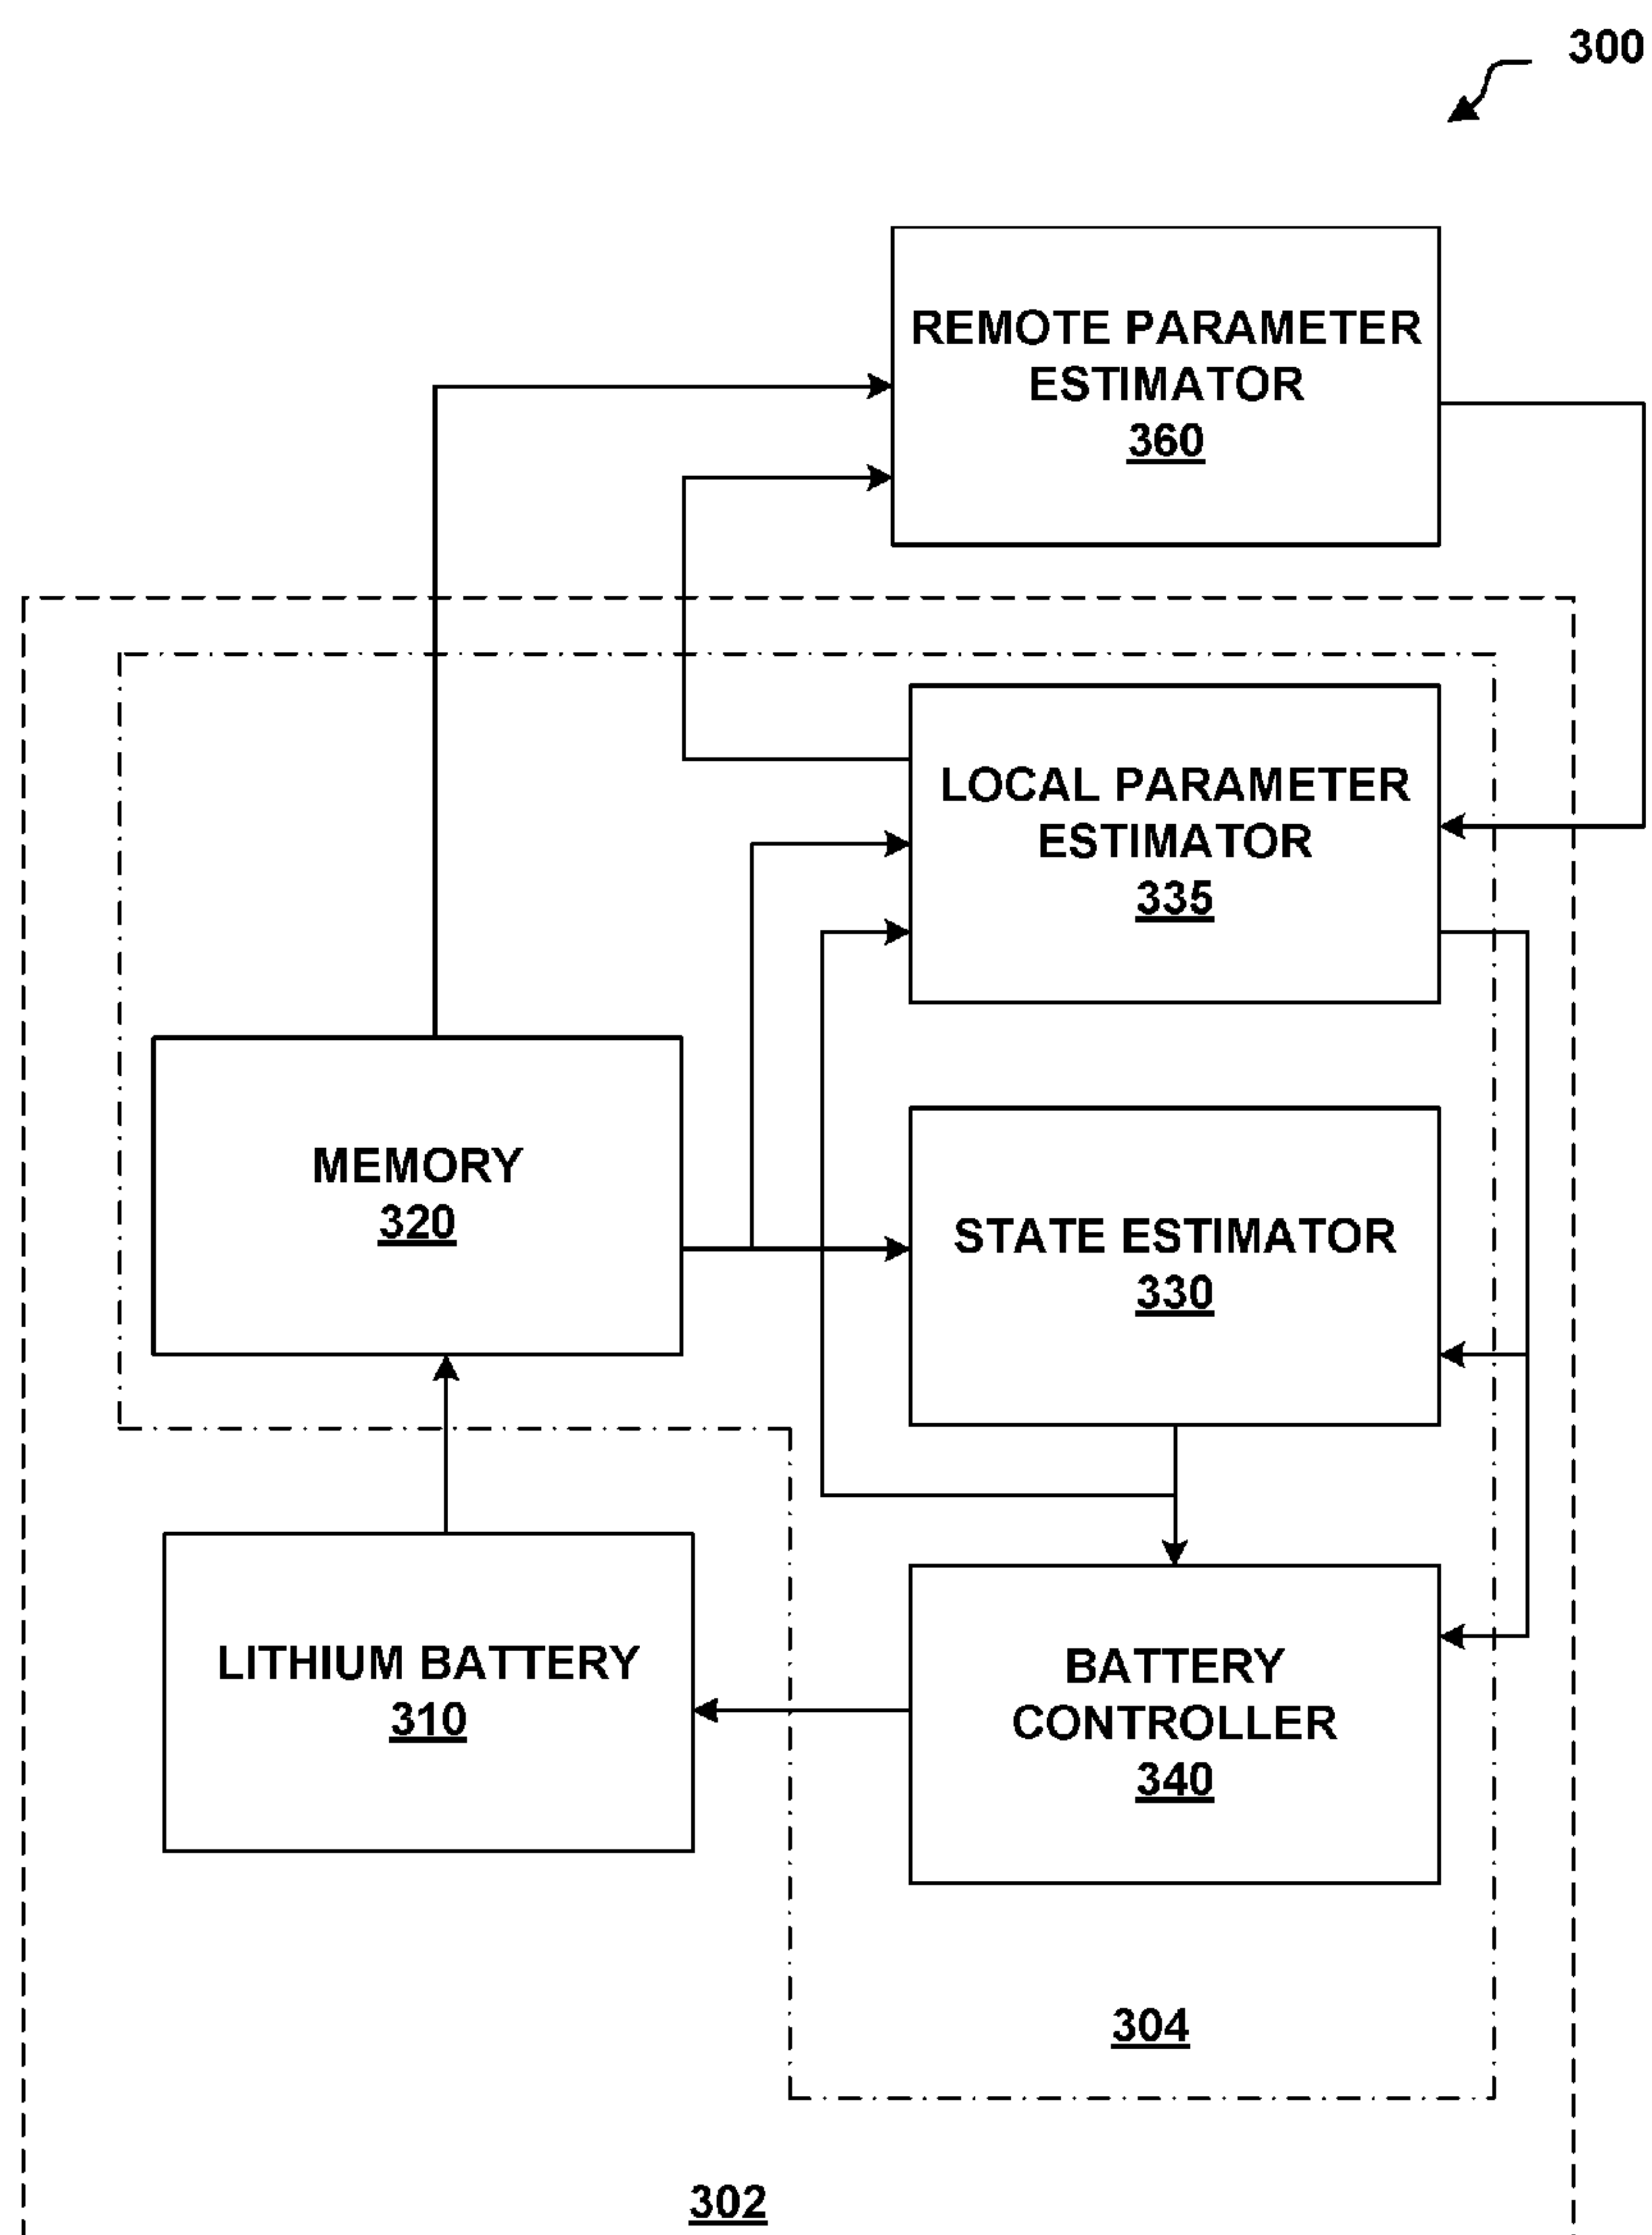 300
REMOTE PARAMETER
ESTIMATOR
360
LOCAL PARAMETER
ESTIMATOR
335
MEMORY
320
STATE ESTIMATOR
330
LITHIUM BATTERY
310
BATTERY
CONTROLLER
340
304
302